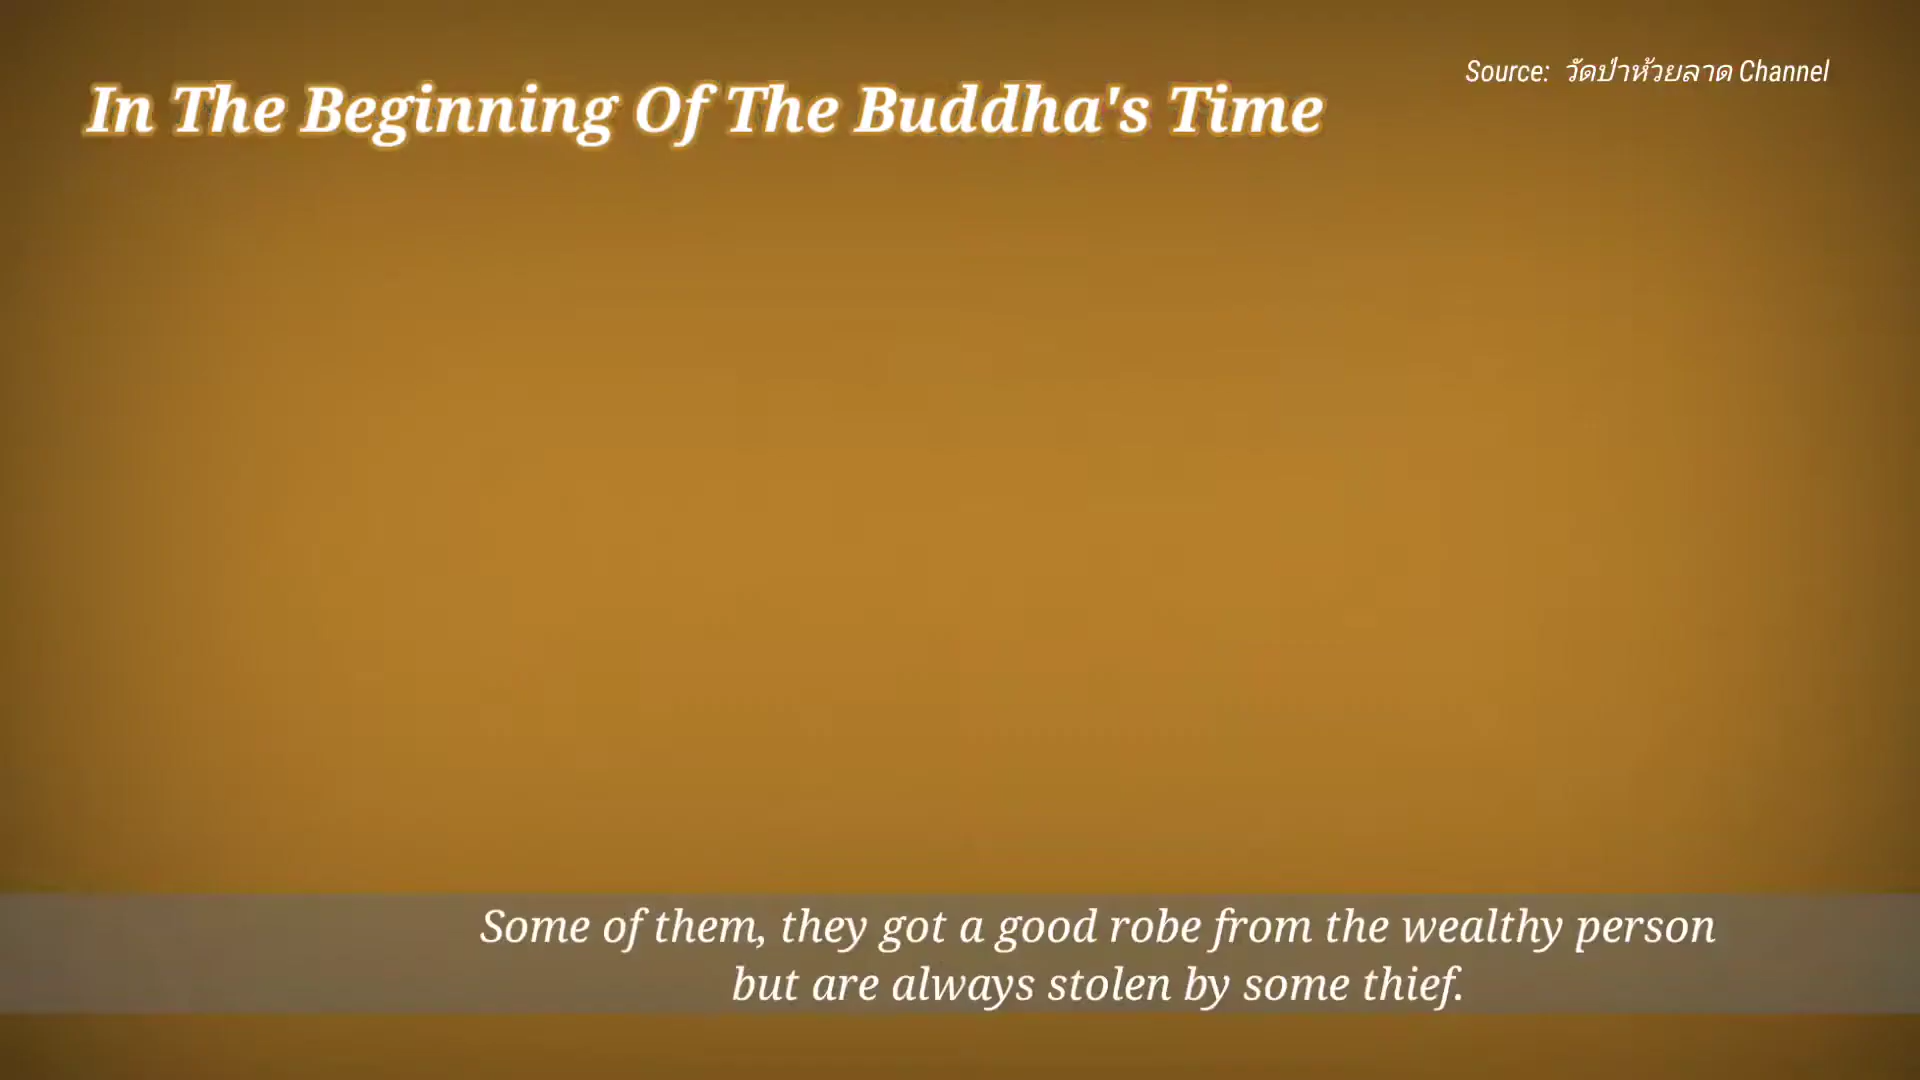 In The Beginning Of The Buddha's Time
Source: วัดป่าห้วยลาด Channel
Some of them, they got a good robe from the wealthy person
but are always stolen by some thief.